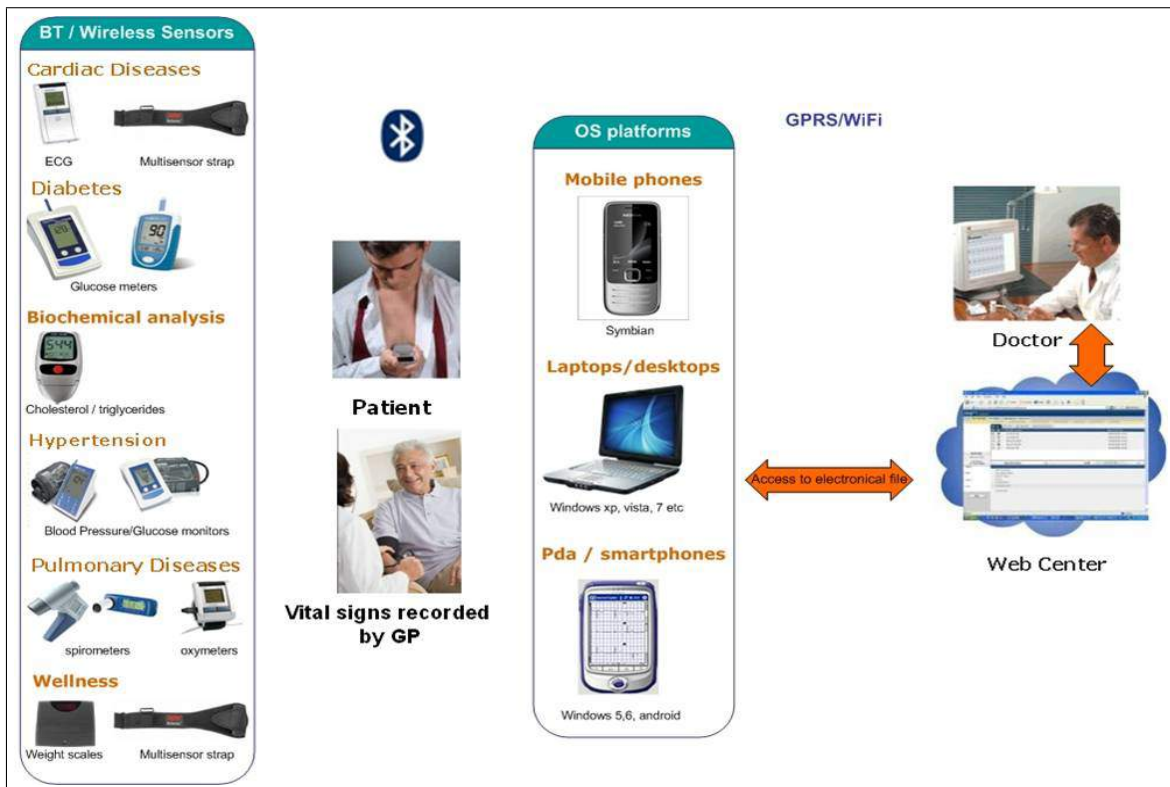 BT / Wireless Sensors
Cardiac Diseases
ECG
Multisensor strap
Diabetes
Glucose meters
Biochemical analysis
Cholesterol / triglycerides
Hypertension
Blood Pressure/Glucose monitors
Pulmonary Diseases
spirometers
oxymeters
Wellness
Weight scales
Multisensor strap
Patient
Vital signs recorded
by GP
OS platforms
Mobile phones
Symbian
Laptops/desktops
Windows xp, vista, 7 etc
Pda / smartphones
Windows 5,6, android
GPRS/WiFi
Access to electronical file
Doctor
Web Center